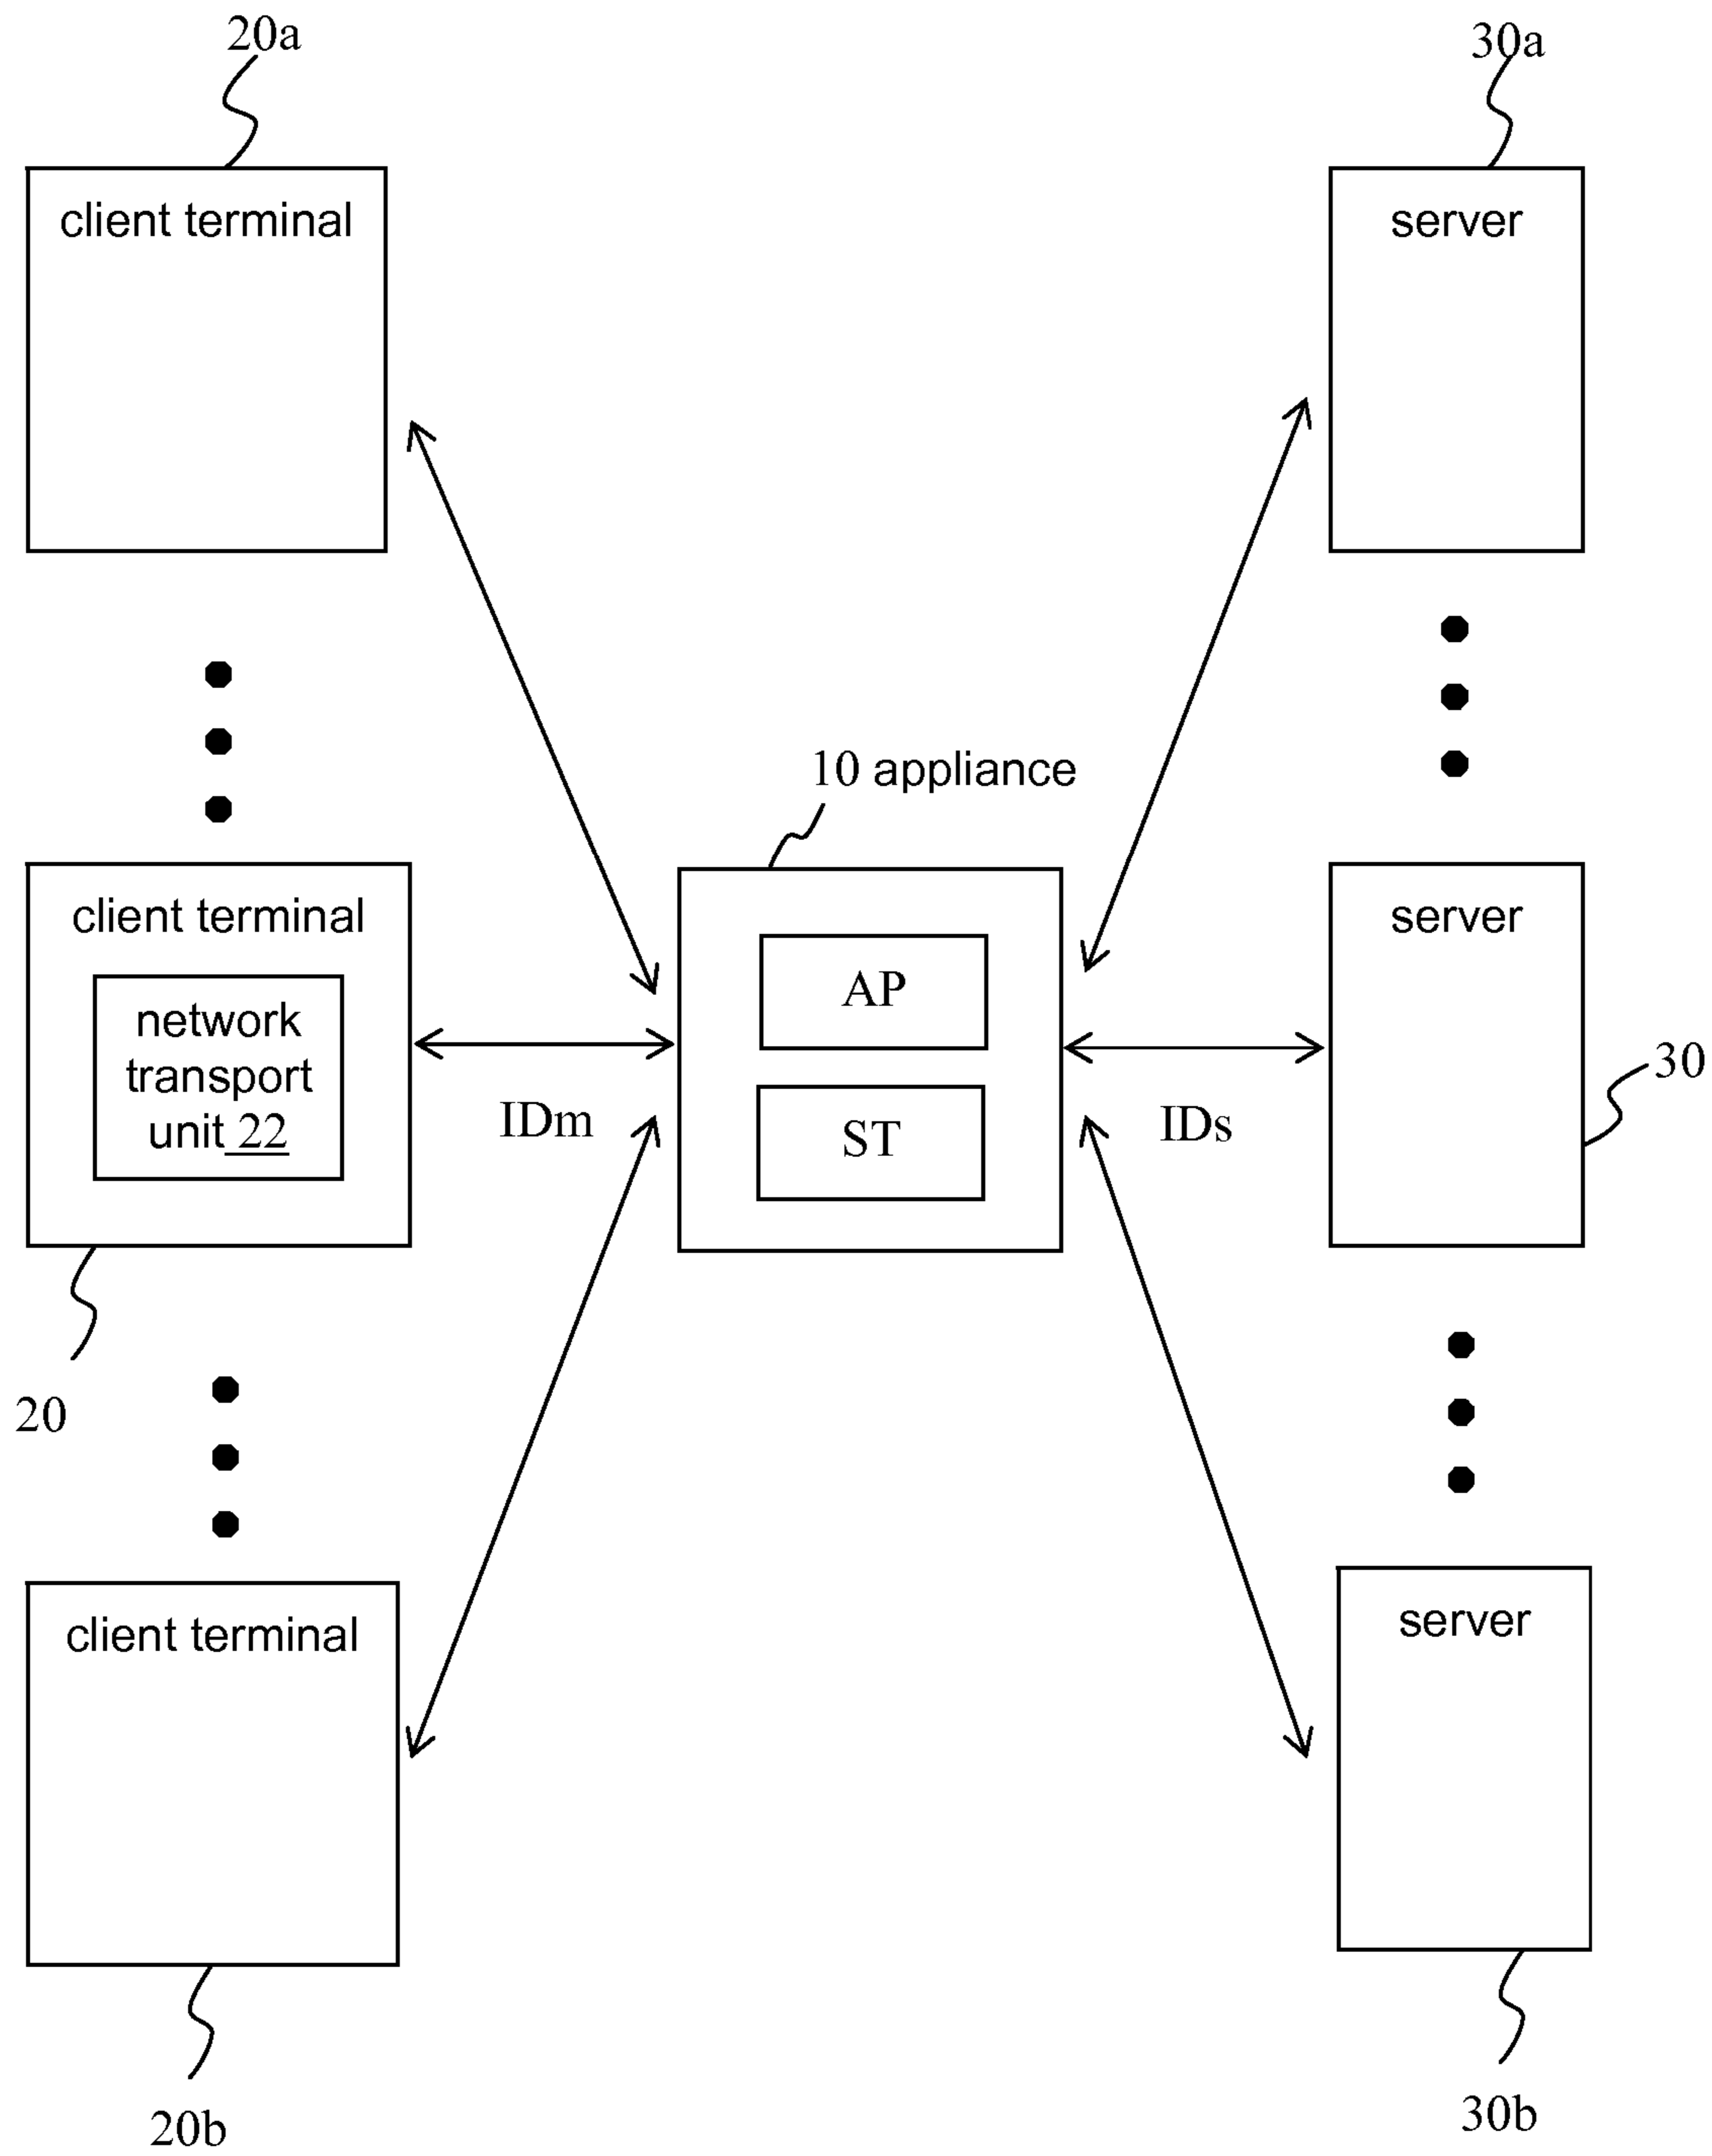 20a
30a
client terminal
server
10 appliance
client terminal
network
transport
unit 22
AP
ST
server
IDm
IDs
30
20
client terminal
server
20b
30b